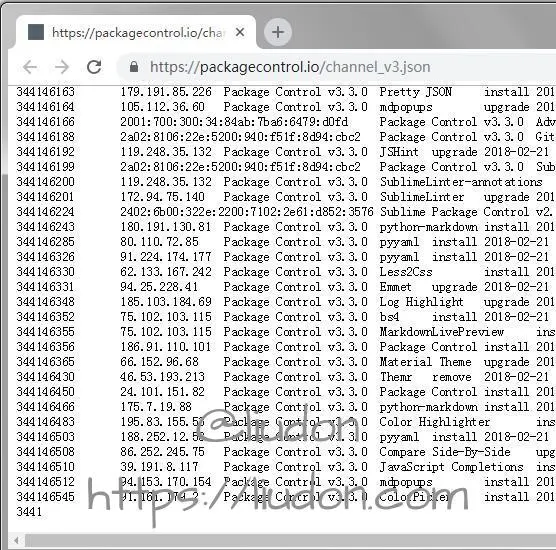 https://packagecontrol.io/chan
https://packagecontrol.io/channel_v3.json
344146163 179.191.85.226 Package Control v3.3.0 Pretty JSON install 201
344146164 105.112.36.60 Package Control v3.3.0 mdpopups upgrade 201
344146166 2001:700:300:34:84ab:7ba6:6479:d0fd Package Control v3.3.0 Adv
344146188 2a02:8106:22e:5200:940:f51f:8d94:cbc2 Package Control v3.3.0 Git
344146192 119.248.35.132 Package Control v3.3.0 JSHint upgrade 2018-02-21
344146199 2a02:8106:22e:5200:940:f51f:8d94:cbc2 Package Control v3.3.0 Sub
344146200 119.248.35.132 Package Control v3.3.0 SublimeLinter-annotations
344146201 172.94.75.140 Package Control v3.3.0 SublimeLinter upgrade 201
344146224 2402:6b00:322e:2200:7102:2e61:d852:3576 Sublime Package Control v2.
344146243 180.191.130.81 Package Control v3.3.0 python-markdown install 201
344146285 80.110.72.85 Package Control v3.3.0 pyyaml install 2018-02-21
344146326 91.224.174.177 Package Control v3.3.0 pyyaml install 2018-02-21
344146330 62.133.167.242 Package Control v3.3.0 Less2Css install 201
344146331 94.25.228.41 Package Control v3.3.0 Emmet upgrade 2018-02-21
344146348 185.103.184.69 Package Control v3.3.0 Log Highlight upgrade 201
344146352 75.102.103.115 Package Control v3.3.0 bs4 install 2018-02-21
344146355 75.102.103.115 Package Control v3.3.0 MarkdownLivePreview ins
344146356 186.91.110.101 Package Control v3.3.0 Package Control install 201
344146365 66.152.96.68 Package Control v3.3.0 Material Theme upgrade 201
344146430 46.53.193.213 Package Control v3.3.0 Themr remove 2018-02-21
344146450 24.101.151.82 Package Control v3.3.0 Package Control install 201
344146466 175.7.19.88 Package Control v3.3.0 python-markdown install 201
344146483 195.83.155.55 Package Control v3.3.0 Color Highlighter ins
344146503 188.252.12.56 Package Control v3.3.0 pyyaml install 2018-02-21
344146508 86.252.245.75 Package Control v3.3.0 Compare Side-By-Side upg
344146510 39.191.8.117 Package Control v3.3.0 JavaScript Completions ins
344146512 94.153.170.154 Package Control v3.3.0 mdpopups install 201
344146545 Package Control v3.3.0 ColorPicker install 201
3441
@liudon
https://liudon.com